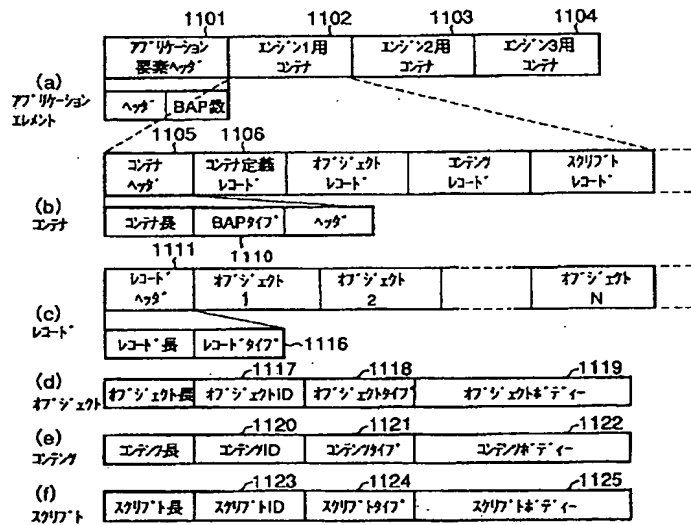 1101 1102 1103 1104
アプリケーション 要素ヘッダ
エンジン1用 コンテナ
エンジン2用 コンテナ
エンジン3用 コンテナ
(a)
アプリケーション エレメント
ヘッダ BAP数
1105 1106
コンテナ ヘッダ
コンテナ定義 レコード
オブジェクト レコード
コンテンツ レコード
スクリプト レコード
(b)
コンテナ
コンテナ長 BAPタイプ ヘッダ
1111 1110
レコード ヘッダ
オブジェクト 1
オブジェクト 2
オブジェクト N
(c)
レコード
レコード長 レコードタイプ 1116
1117 1118 1119
(d)
オブジェクト
オブジェクト長 オブジェクトID オブジェクトタイプ オブジェクトボディー
1120 1121 1122
(e)
コンテンツ
コンテンツ長 コンテンツID コンテンツタイプ コンテンツボディー
1123 1124 1125
(f)
スクリプト
スクリプト長 スクリプトID スクリプトタイプ スクリプトボディー